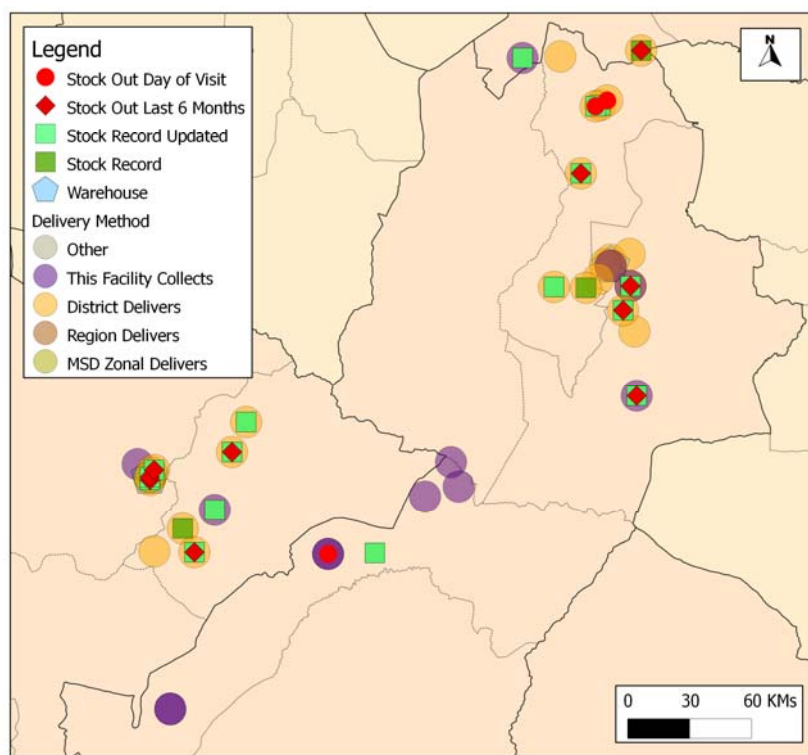 Legend
Stock Out Day of Visit
Stock Out Last 6 Months
Stock Record Updated
Stock Record
Warehouse
Delivery Method
Other
This Facility Collects
District Delivers
Region Delivers
MSD Zonal Delivers
N
0 30 60 KMs